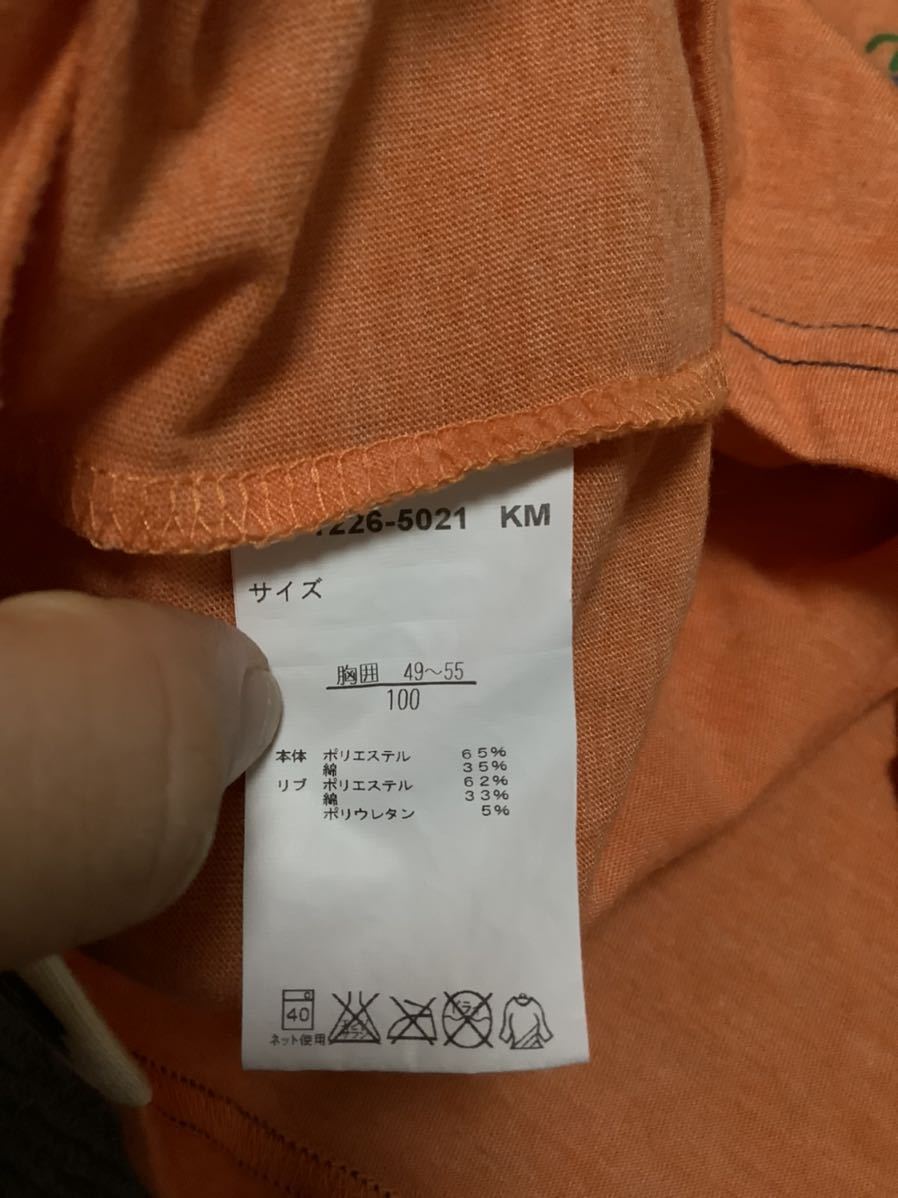 226-5021 KM
サイズ
胸囲 49～55
100
本体 ポリエステル 65%
綿 35%
リブ ポリエステル 62%
綿 33%
ポリウレタン 5%
40
ネット使用